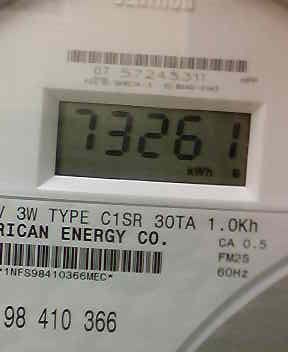 07 57245311
73261
kWh
V 3W TYPE C1SR 30TA 1.0Kh
RICAN ENERGY CO.
CA 0.5
FM2S
60Hz
*1NFS98410366MEC*
98 410 366